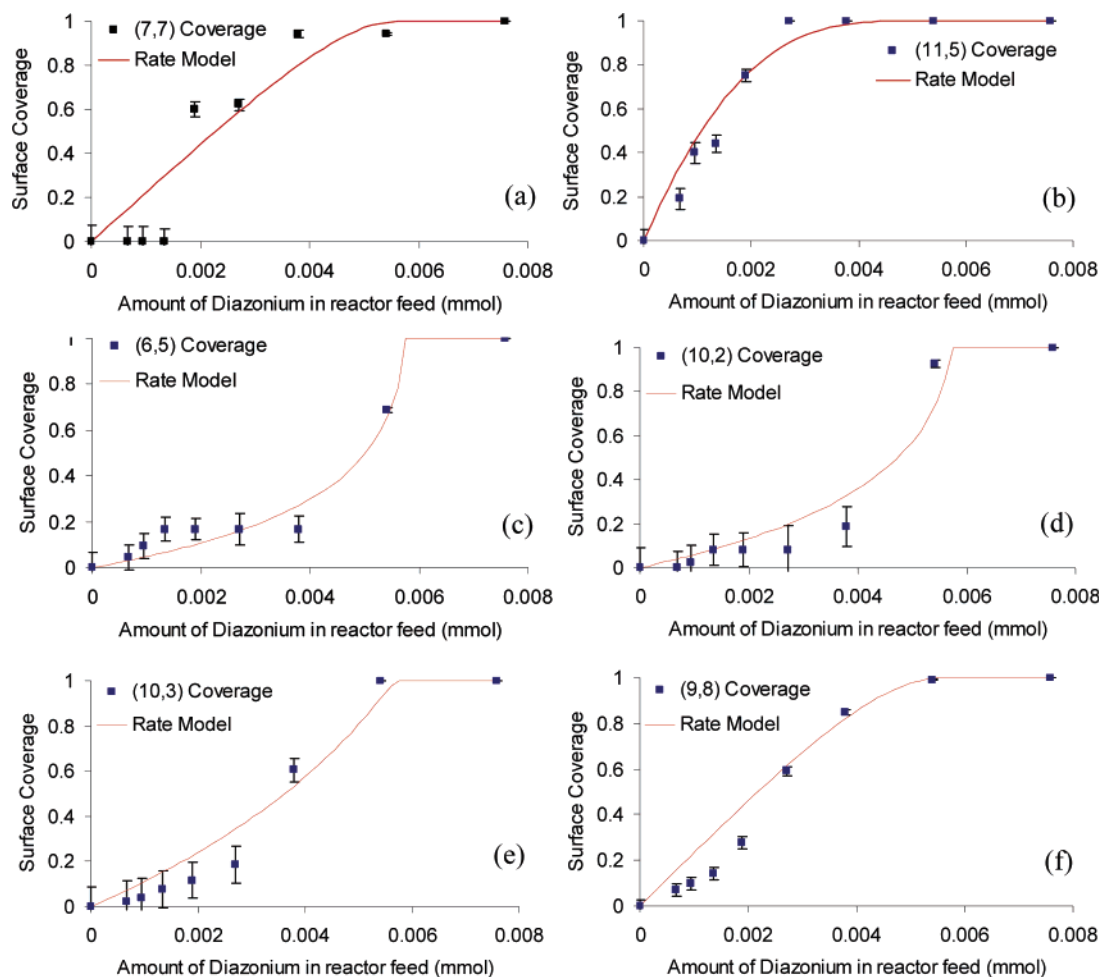 (7,7) Coverage
Rate Model
Surface Coverage
1
0.8
0.6
0.4
0.2
0
(a)
0 0.002 0.004 0.006 0.008
Amount of Diazonium in reactor feed (mmol)
(11,5) Coverage
Rate Model
Surface Coverage
1
0.8
0.6
0.4
0.2
0
(b)
0 0.002 0.004 0.006 0.008
Amount of Diazonium in reactor feed (mmol)
(6,5) Coverage
Rate Model
Surface Coverage
1
0.8
0.6
0.4
0.2
0
(c)
0 0.002 0.004 0.006 0.008
Amount of Diazonium in reactor feed (mmol)
(10,2) Coverage
Rate Model
Surface Coverage
1
0.8
0.6
0.4
0.2
0
(d)
0 0.002 0.004 0.006 0.008
Amount of Diazonium in reactor feed (mmol)
(10,3) Coverage
Rate Model
Surface Coverage
1
0.8
0.6
0.4
0.2
0
(e)
0 0.002 0.004 0.006 0.008
Amount of Diazonium in reactor feed (mmol)
(9,8) Coverage
Rate Model
Surface Coverage
1
0.8
0.6
0.4
0.2
0
(f)
0 0.002 0.004 0.006 0.008
Amount of Diazonium in reactor feed (mmol)